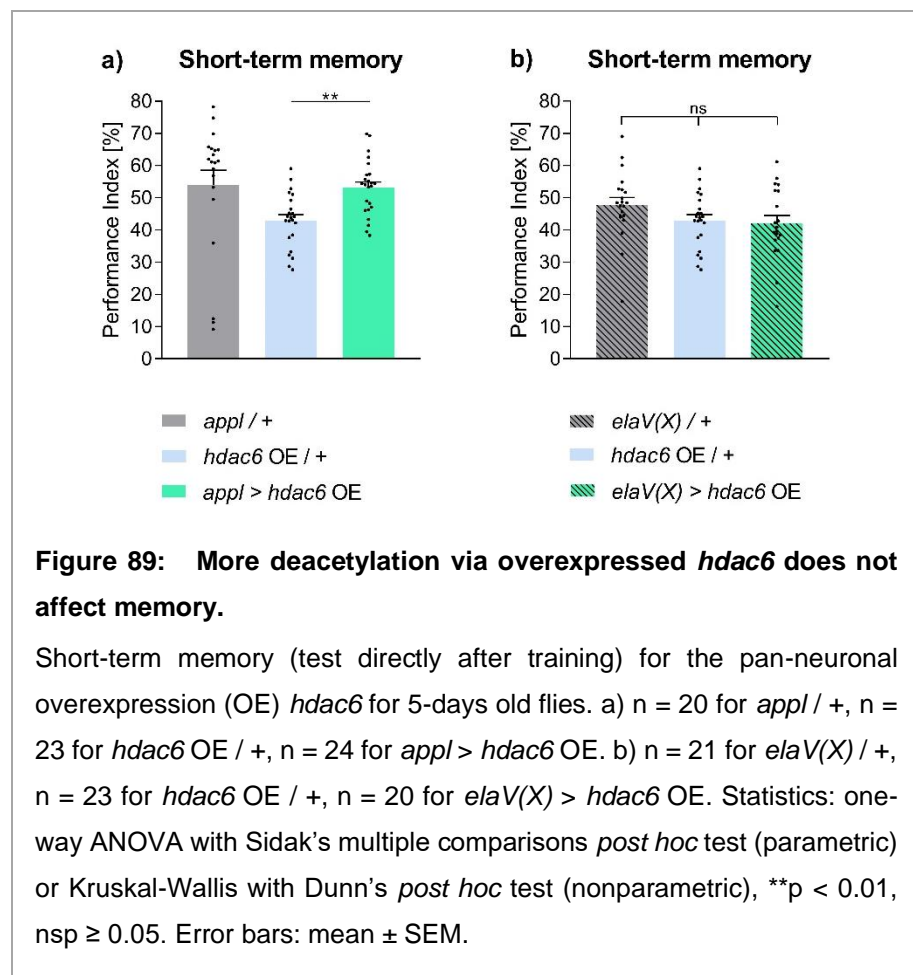 a) Short-term memory
b) Short-term memory
**
ns
Performance Index [%]
80
70
60
50
40
30
20
10
0
Performance Index [%]
80
70
60
50
40
30
20
10
0
appl / +
hdac6 OE / +
appl > hdac6 OE
elaV(X) / +
hdac6 OE / +
elaV(X) > hdac6 OE
Figure 89: More deacetylation via overexpressed hdac6 does not
affect memory.
Short-term memory (test directly after training) for the pan-neuronal
overexpression (OE) hdac6 for 5-days old flies. a) n = 20 for appl / +, n =
23 for hdac6 OE / +, n = 24 for appl > hdac6 OE. b) n = 21 for elaV(X) / +,
n = 23 for hdac6 OE / +, n = 20 for elaV(X) > hdac6 OE. Statistics: one-
way ANOVA with Sidak’s multiple comparisons post hoc test (parametric)
or Kruskal-Wallis with Dunn’s post hoc test (nonparametric), **p < 0.01,
nsp ≥ 0.05. Error bars: mean ± SEM.